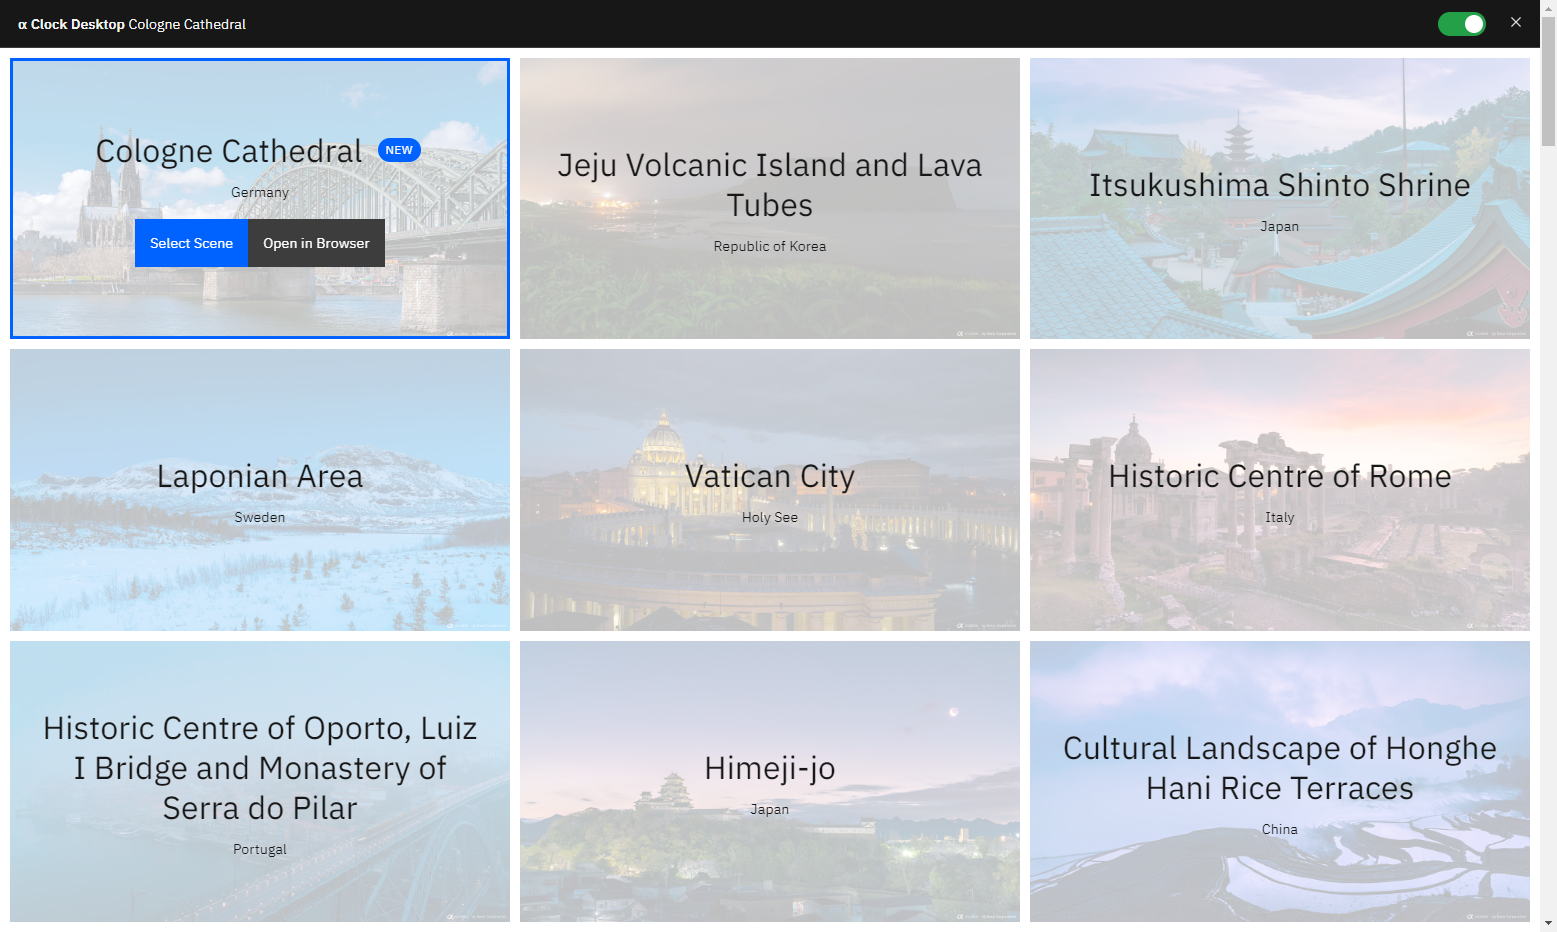 α Clock Desktop Cologne Cathedral
Cologne Cathedral NEW
Germany
Select Scene Open in Browser
Jeju Volcanic Island and Lava
Tubes
Republic of Korea
Itsukushima Shinto Shrine
Japan
Laponian Area
Sweden
Vatican City
Holy See
Historic Centre of Rome
Italy
Historic Centre of Oporto, Luiz
I Bridge and Monastery of
Serra do Pilar
Portugal
Himeji-jo
Japan
Cultural Landscape of Honghe
Hani Rice Terraces
China